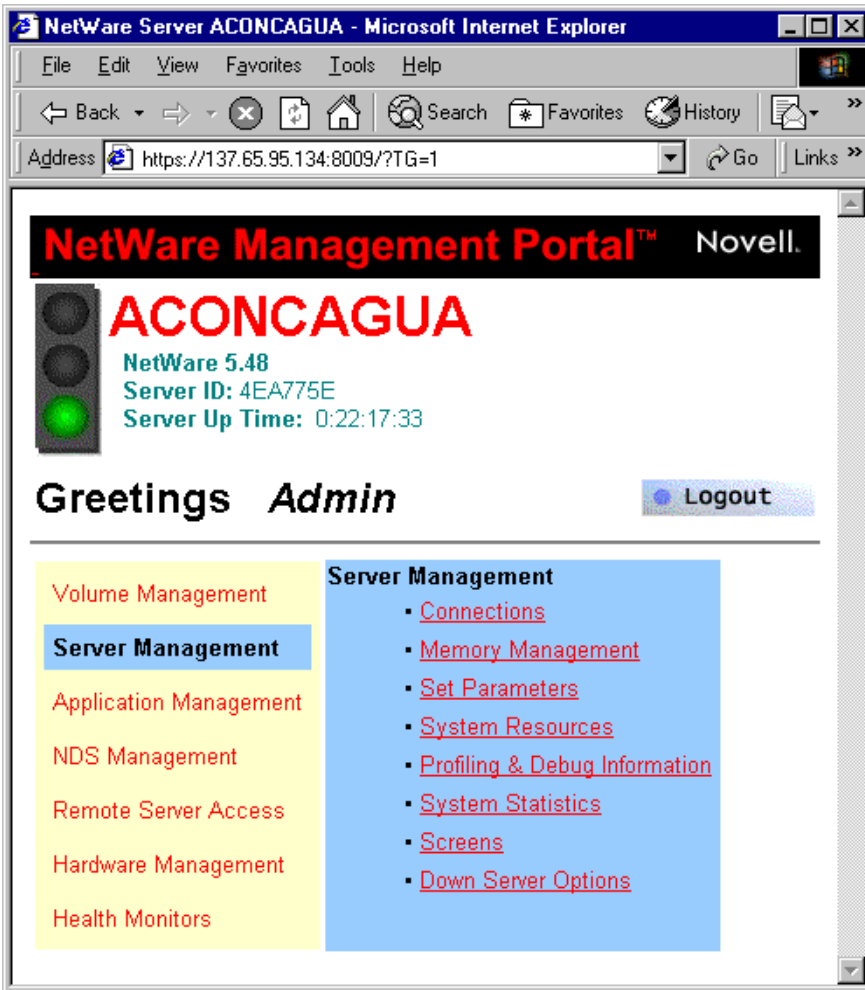 NetWare Server ACONCAGUA - Microsoft Internet Explorer
File Edit View Favorites Tools Help
Back Search Favorites History »
Address https://137.65.95.134:8009/?TG=1 Go Links »
NetWare Management Portal™ Novell.
ACONCAGUA
NetWare 5.48
Server ID: 4EA775E
Server Up Time: 0:22:17:33
Greetings Admin Logout
Volume Management
Server Management
Application Management
NDS Management
Remote Server Access
Hardware Management
Health Monitors
Server Management
▪ Connections
▪ Memory Management
▪ Set Parameters
▪ System Resources
▪ Profiling & Debug Information
▪ System Statistics
▪ Screens
▪ Down Server Options